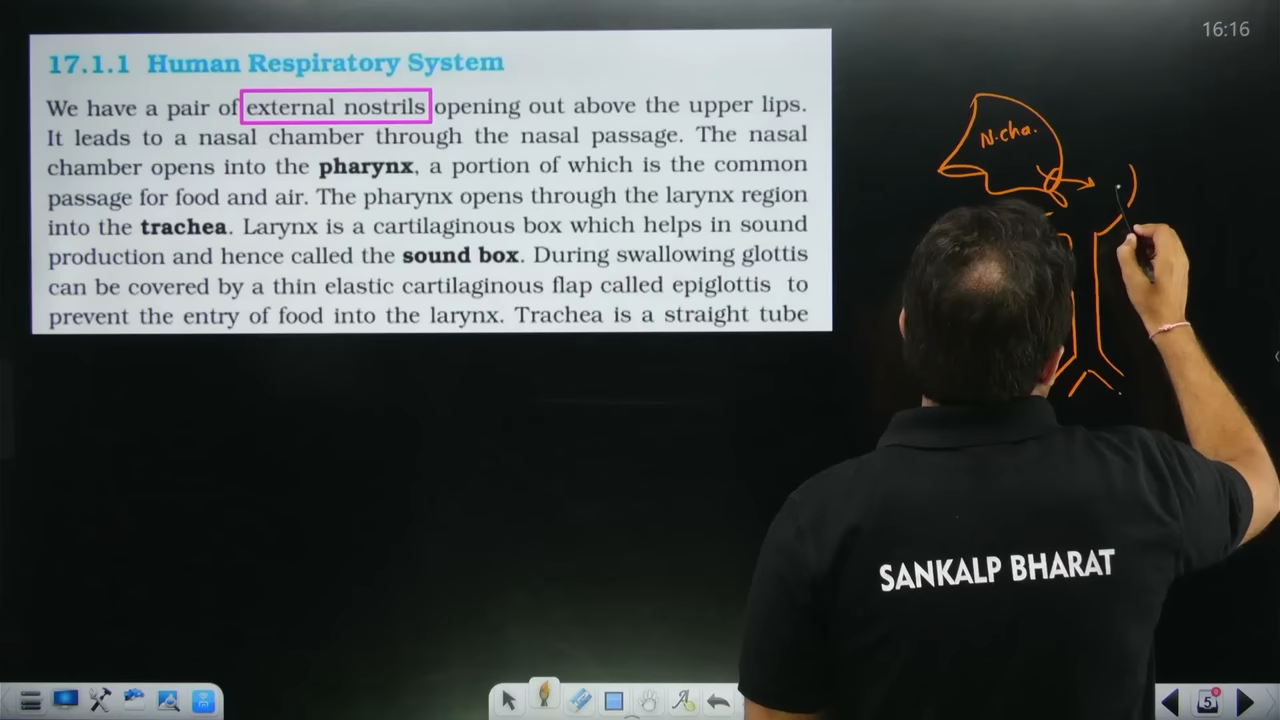 16:16
17.1.1 Human Respiratory System
We have a pair of external nostrils opening out above the upper lips.
It leads to a nasal chamber through the nasal passage. The nasal
chamber opens into the pharynx, a portion of which is the common
passage for food and air. The pharynx opens through the larynx region
into the trachea. Larynx is a cartilaginous box which helps in sound
production and hence called the sound box. During swallowing glottis
can be covered by a thin elastic cartilaginous flap called epiglottis to
prevent the entry of food into the larynx. Trachea is a straight tube
N.cha.
SANKALP BHARAT
5